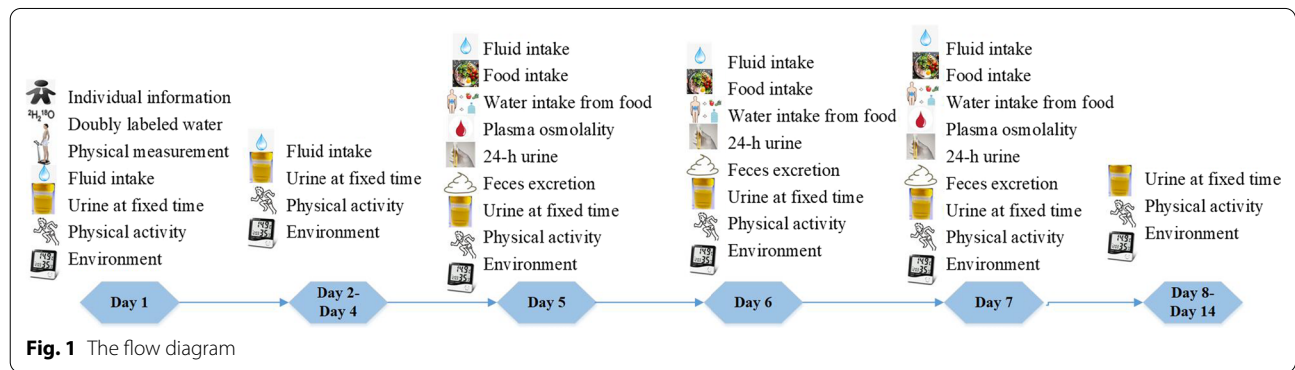 Individual information
²H₂¹⁸O
Doubly labeled water
Physical measurement
Fluid intake
Urine at fixed time
Physical activity
Environment
Day 1
Fluid intake
Urine at fixed time
Physical activity
Environment
Day 2-
Day 4
Fluid intake
Food intake
Water intake from food
Plasma osmolality
24-h urine
Feces excretion
Urine at fixed time
Physical activity
Environment
Day 5
Fluid intake
Food intake
Water intake from food
24-h urine
Feces excretion
Urine at fixed time
Physical activity
Environment
Day 6
Fluid intake
Food intake
Water intake from food
Plasma osmolality
24-h urine
Feces excretion
Urine at fixed time
Physical activity
Environment
Day 7
Urine at fixed time
Physical activity
Environment
Day 8-
Day 14
Fig. 1 The flow diagram